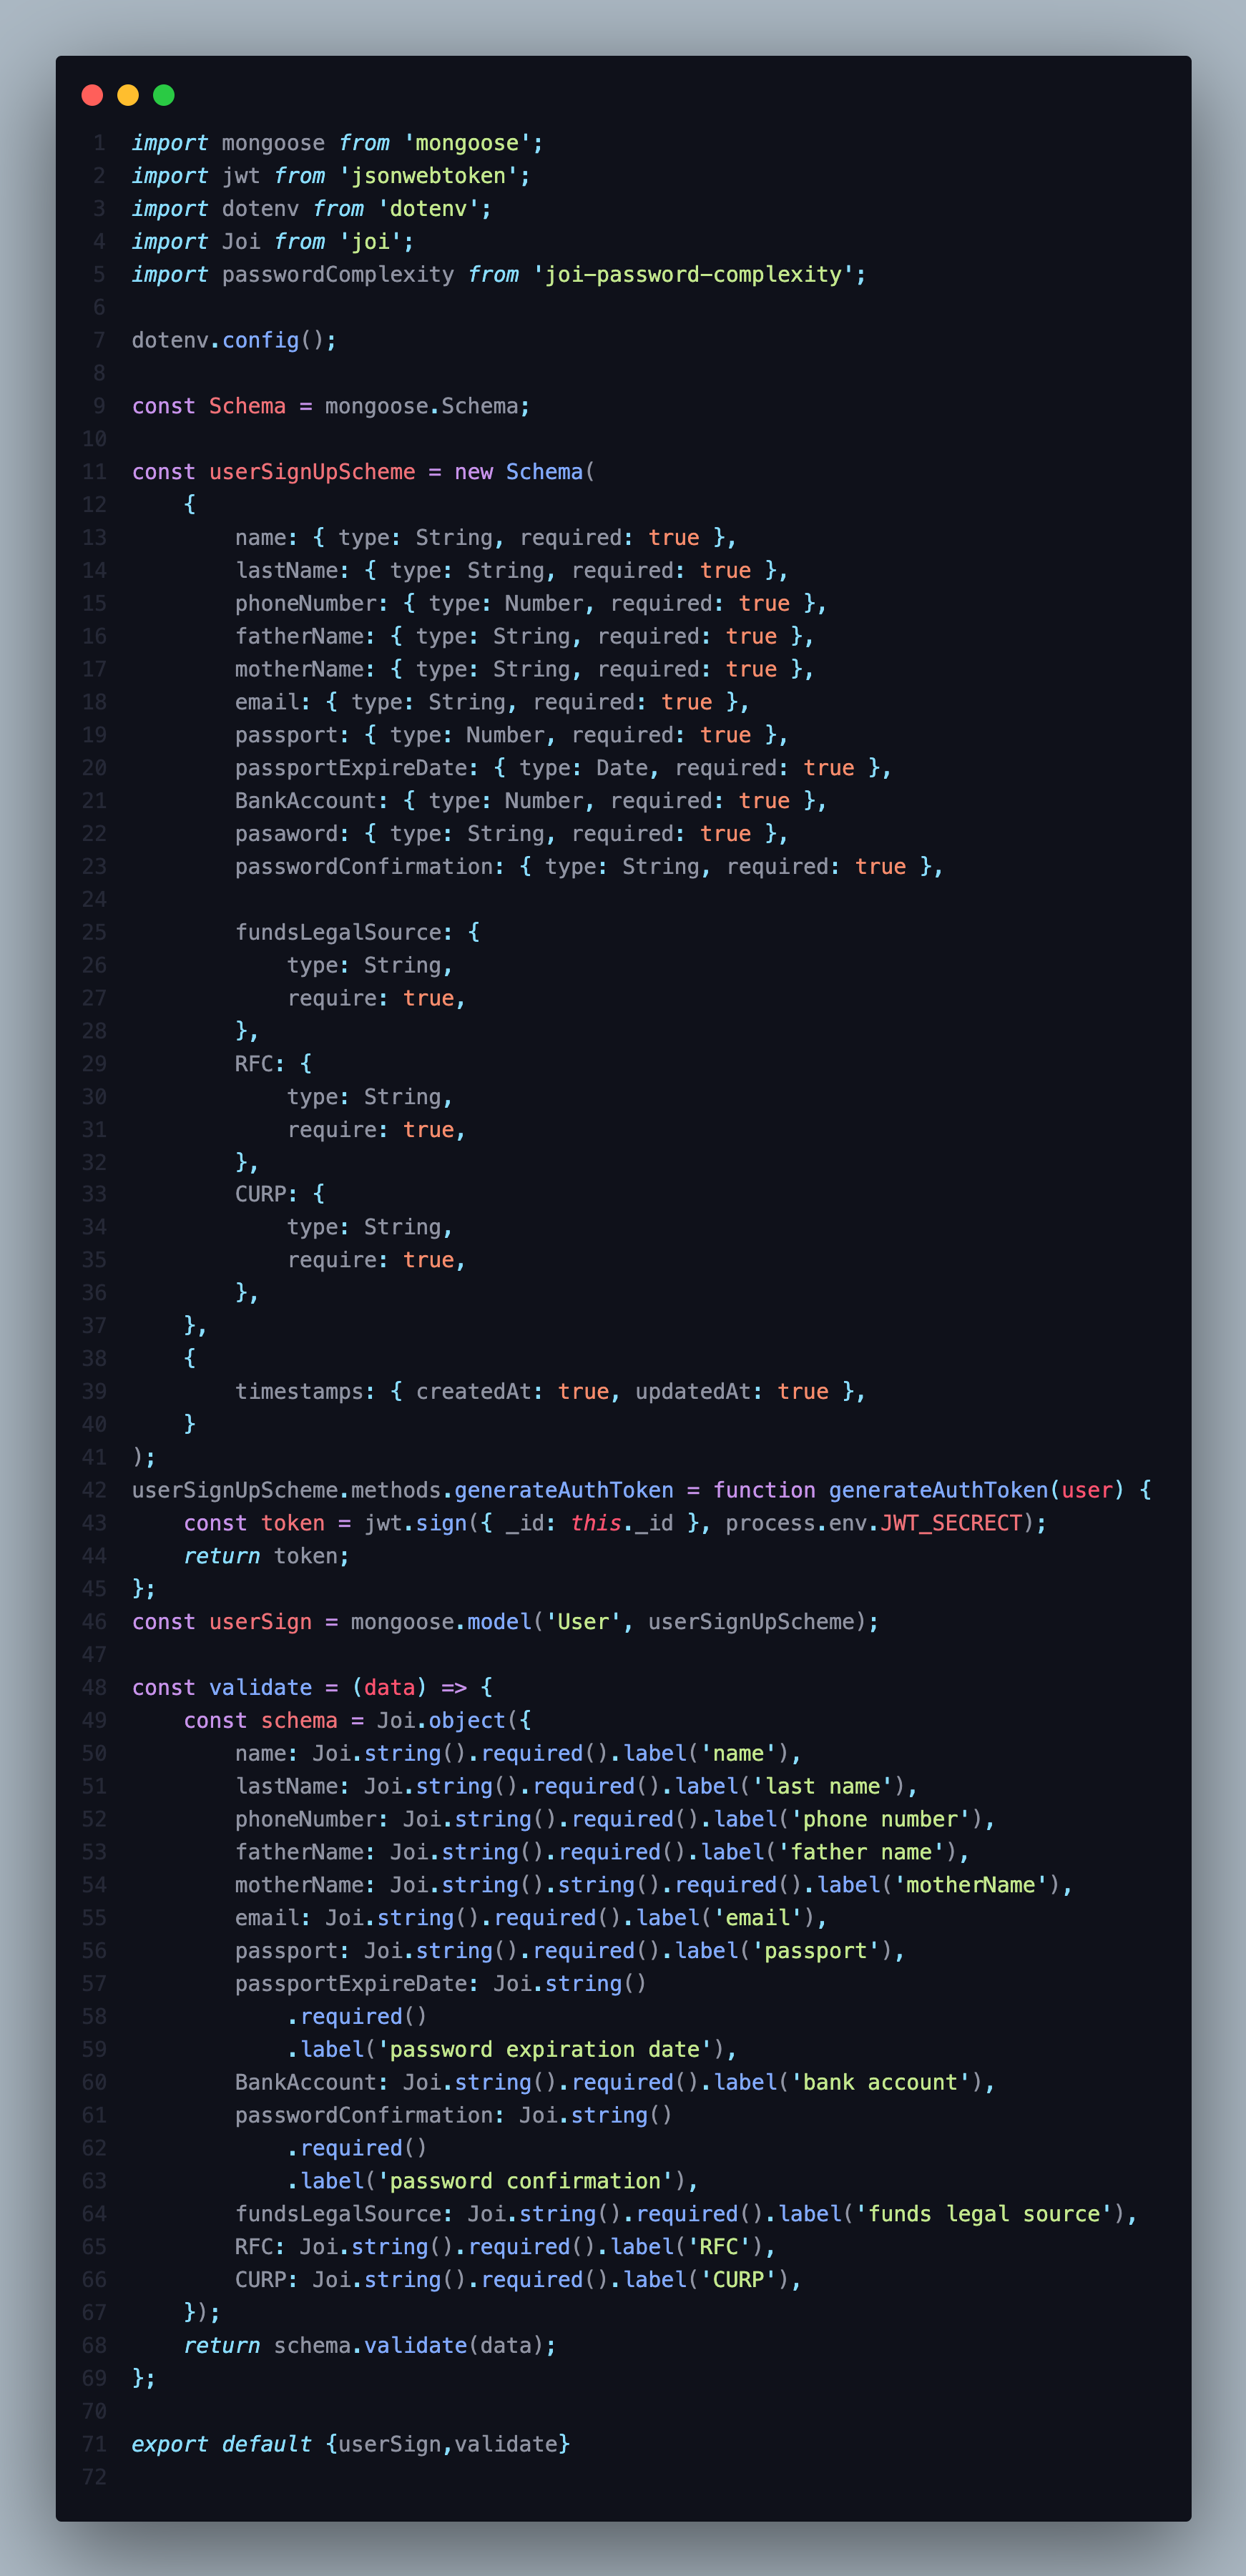 1 import mongoose from 'mongoose';
2 import jwt from 'jsonwebtoken';
3 import dotenv from 'dotenv';
4 import Joi from 'joi';
5 import passwordComplexity from 'joi-password-complexity';
6
7 dotenv.config();
8
9 const Schema = mongoose.Schema;
10
11 const userSignUpScheme = new Schema(
12     {
13         name: { type: String, required: true },
14         lastName: { type: String, required: true },
15         phoneNumber: { type: Number, required: true },
16         fatherName: { type: String, required: true },
17         motherName: { type: String, required: true },
18         email: { type: String, required: true },
19         passport: { type: Number, required: true },
20         passportExpireDate: { type: Date, required: true },
21         BankAccount: { type: Number, required: true },
22         pasaword: { type: String, required: true },
23         passwordConfirmation: { type: String, required: true },
24
25         fundsLegalSource: {
26             type: String,
27             require: true,
28         },
29         RFC: {
30             type: String,
31             require: true,
32         },
33         CURP: {
34             type: String,
35             require: true,
36         },
37     },
38     {
39         timestamps: { createdAt: true, updatedAt: true },
40     }
41 );
42 userSignUpScheme.methods.generateAuthToken = function generateAuthToken(user) {
43     const token = jwt.sign({ _id: this._id }, process.env.JWT_SECRECT);
44     return token;
45 };
46 const userSign = mongoose.model('User', userSignUpScheme);
47
48 const validate = (data) => {
49     const schema = Joi.object({
50         name: Joi.string().required().label('name'),
51         lastName: Joi.string().required().label('last name'),
52         phoneNumber: Joi.string().required().label('phone number'),
53         fatherName: Joi.string().required().label('father name'),
54         motherName: Joi.string().string().required().label('motherName'),
55         email: Joi.string().required().label('email'),
56         passport: Joi.string().required().label('passport'),
57         passportExpireDate: Joi.string()
58             .required()
59             .label('password expiration date'),
60         BankAccount: Joi.string().required().label('bank account'),
61         passwordConfirmation: Joi.string()
62             .required()
63             .label('password confirmation'),
64         fundsLegalSource: Joi.string().required().label('funds legal source'),
65         RFC: Joi.string().required().label('RFC'),
66         CURP: Joi.string().required().label('CURP'),
67     });
68     return schema.validate(data);
69 };
70
71 export default {userSign,validate}
72